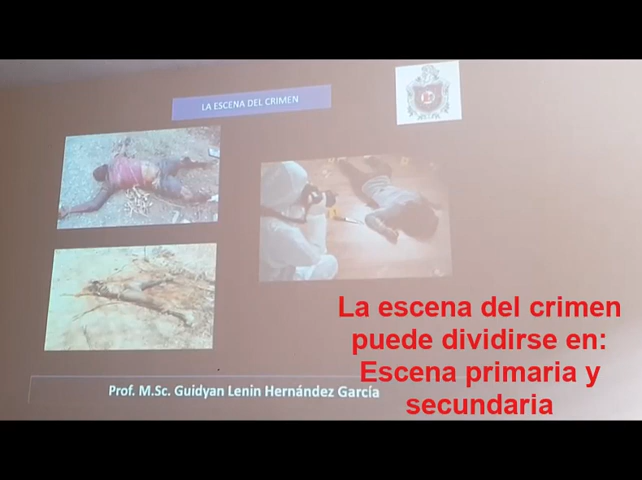 LA ESCENA DEL CRIMEN
La escena del crimen
puede dividirse en:
Escena primaria y
secundaria
Prof. M.Sc. Guidyan Lenin Hernández García